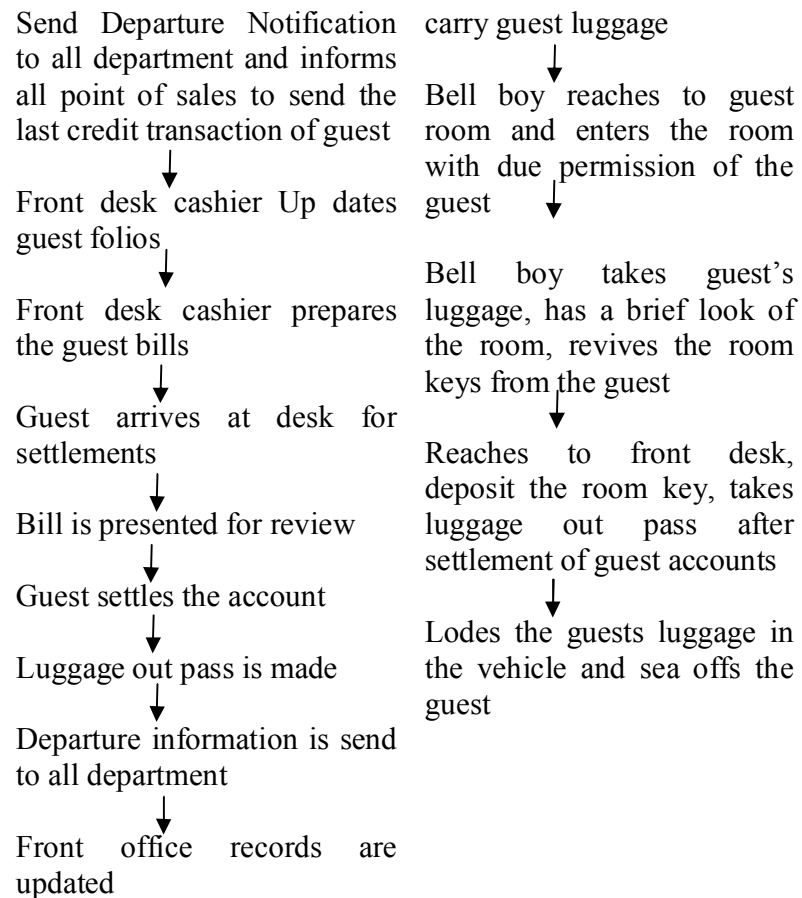 Send Departure Notification
to all department and informs
all point of sales to send the
last credit transaction of guest
Front desk cashier Up dates
guest folios
Front desk cashier prepares
the guest bills
Guest arrives at desk for
settlements
Bill is presented for review
Guest settles the account
Luggage out pass is made
Departure information is send
to all department
Front office records are
updated
carry guest luggage
Bell boy reaches to guest
room and enters the room
with due permission of the
guest
Bell boy takes guest’s
luggage, has a brief look of
the room, revives the room
keys from the guest
Reaches to front desk,
deposit the room key, takes
luggage out pass after
settlement of guest accounts
Lodes the guests luggage in
the vehicle and sea offs the
guest